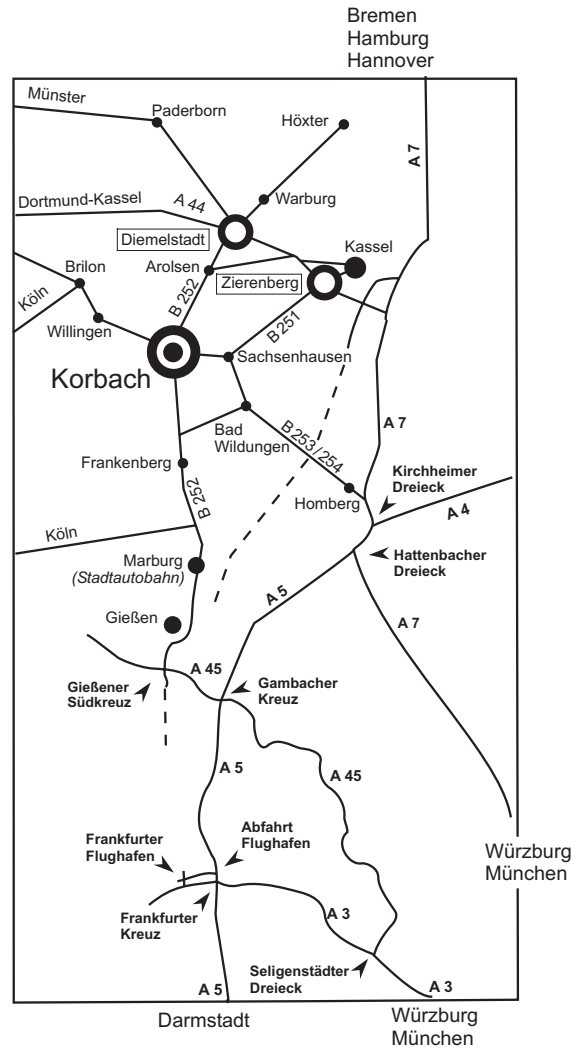 Bremen
Hamburg
Hannover
Münster
Paderborn
Höxter
A 7
Dortmund-Kassel
A 44
Warburg
Diemelstadt
Kassel
Arolsen
Zierenberg
Brilon
B 252
Köln
Willingen
B 251
Sachsenhausen
Korbach
Bad
Wildungen
B 253/254
A 7
Frankenberg
Kirchheimer
Dreieck
B 252
Homberg
A 4
Köln
Marburg
(Stadtautobahn)
Hattenbacher
Dreieck
A 5
Gießen
A 7
A 45
Gießener
Südkreuz
Gambacher
Kreuz
A 5
A 45
Frankfurter
Flughafen
Abfahrt
Flughafen
Würzburg
München
Frankfurter
Kreuz
A 3
Seligenstädter
Dreieck
A 5
A 3
Darmstadt
Würzburg
München